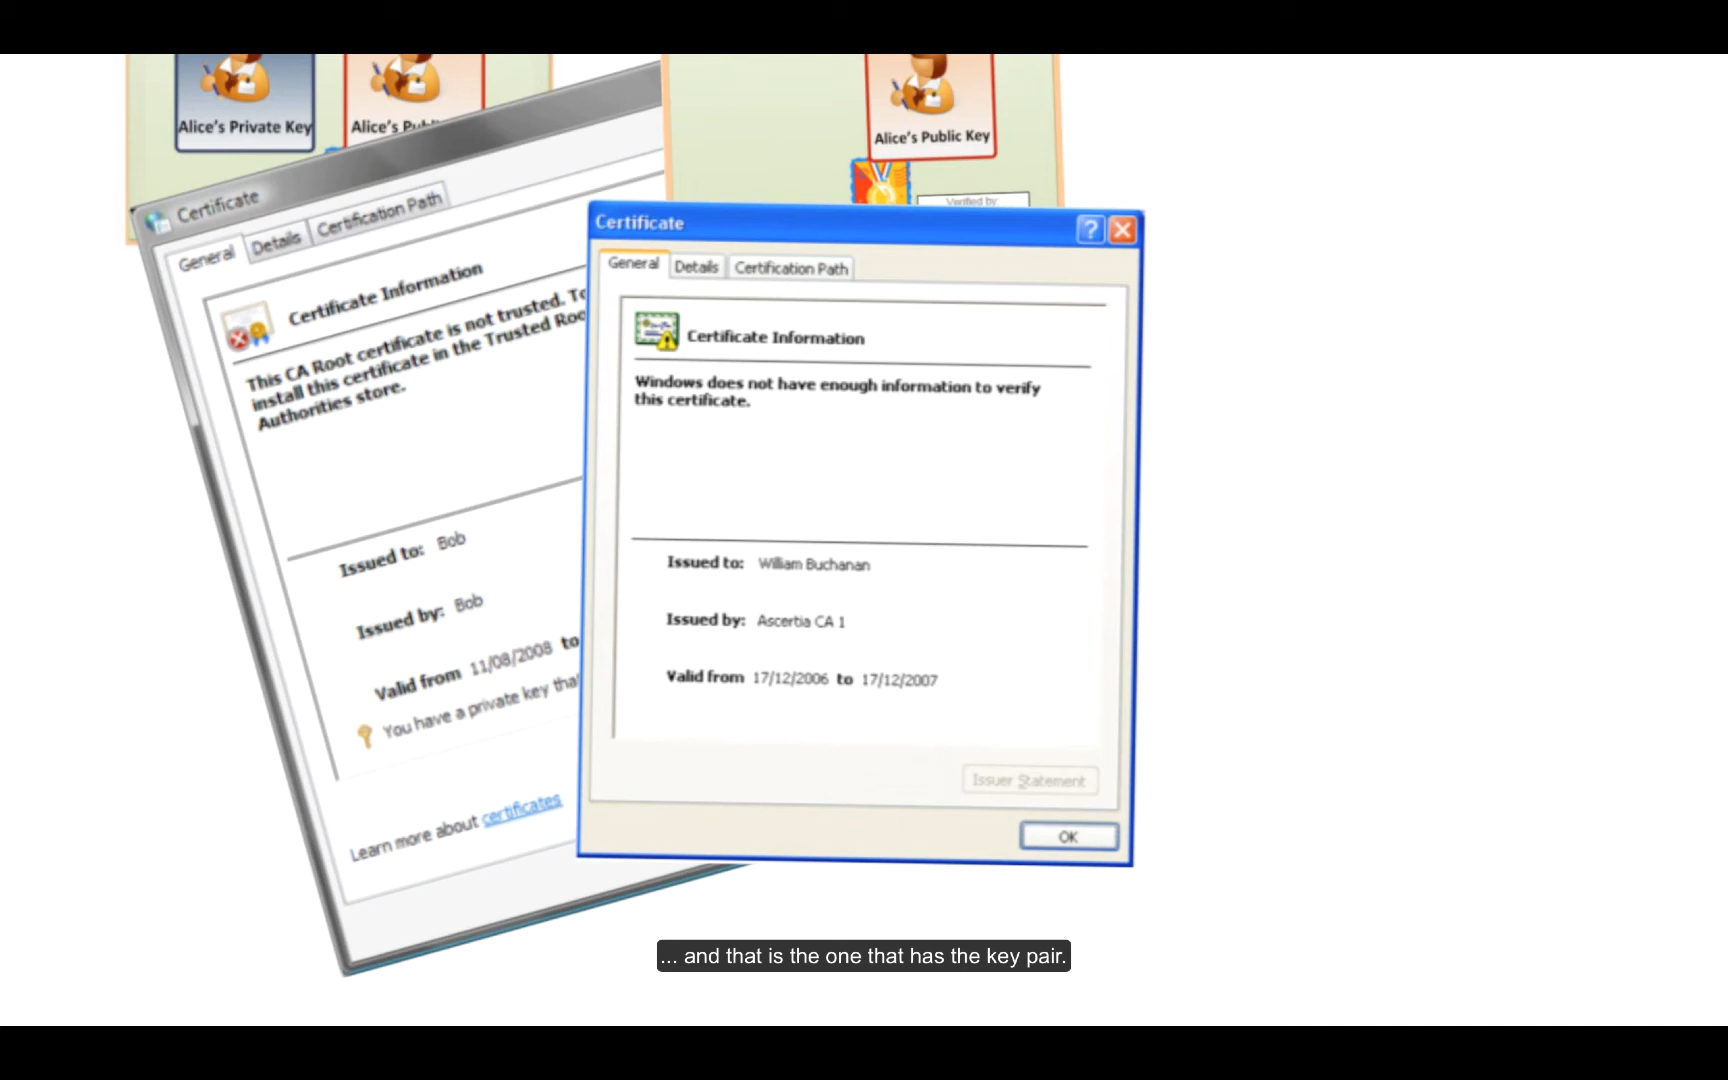 Alice's Private Key
Alice's
Alice's Public Key
Verified by:
Certificate
General Details Certification Path
Certificate Information
This CA Root certificate is not trusted. To
install this certificate in the Trusted
Authorities store.
Issued to: Bob
Issued by: Bob
Valid from 11/08/2008 to
You have a private key
Learn more about certificates
Certificate
General Details Certification Path
Certificate Information
Windows does not have enough information to verify
this certificate.
Issued to: William Buchanan
Issued by: Ascertia CA 1
Valid from 17/12/2006 to 17/12/2007
Issuer Statement
OK
... and that is the one that has the key pair.